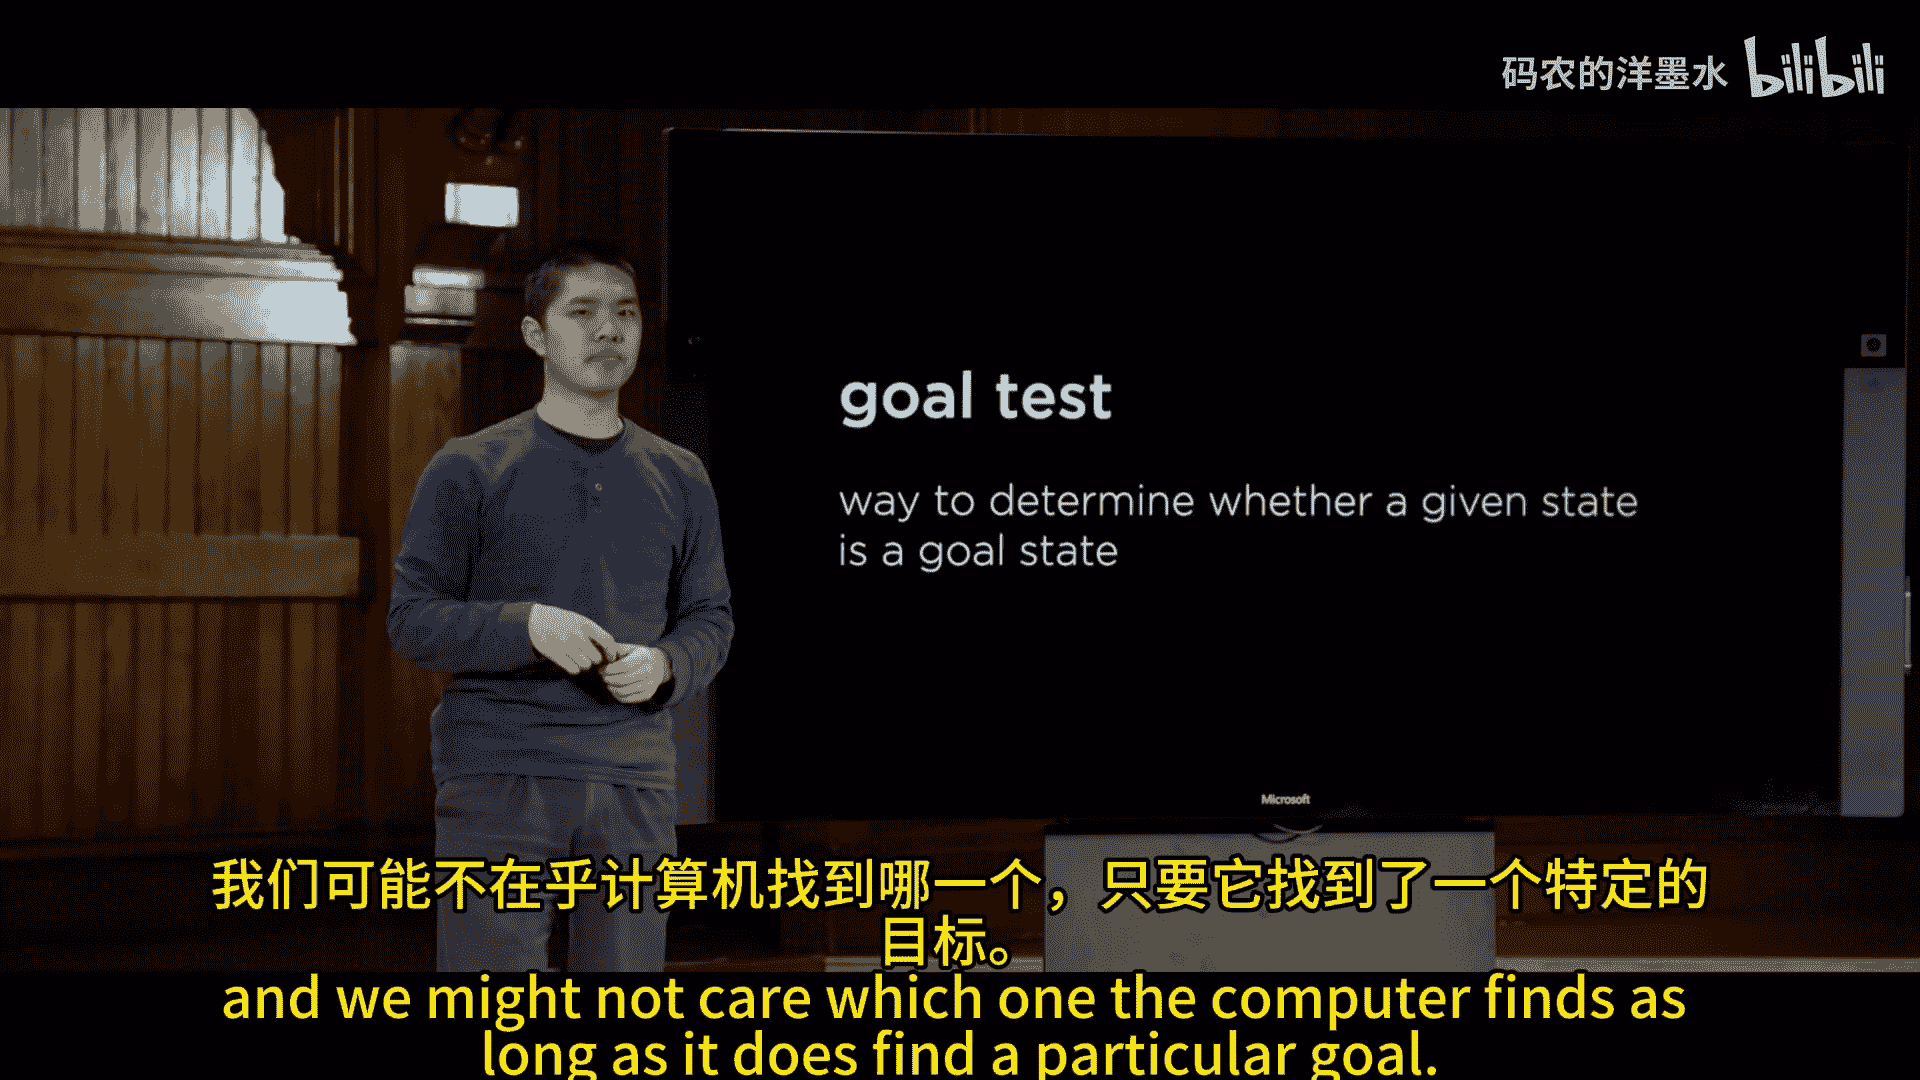 码农的洋墨水 bilibili
goal test
way to determine whether a given state
is a goal state
Microsoft
我们可能不在乎计算机找到哪一个，只要它找到了一个特定的
目标。
and we might not care which one the computer finds as
long as it does find a particular goal.